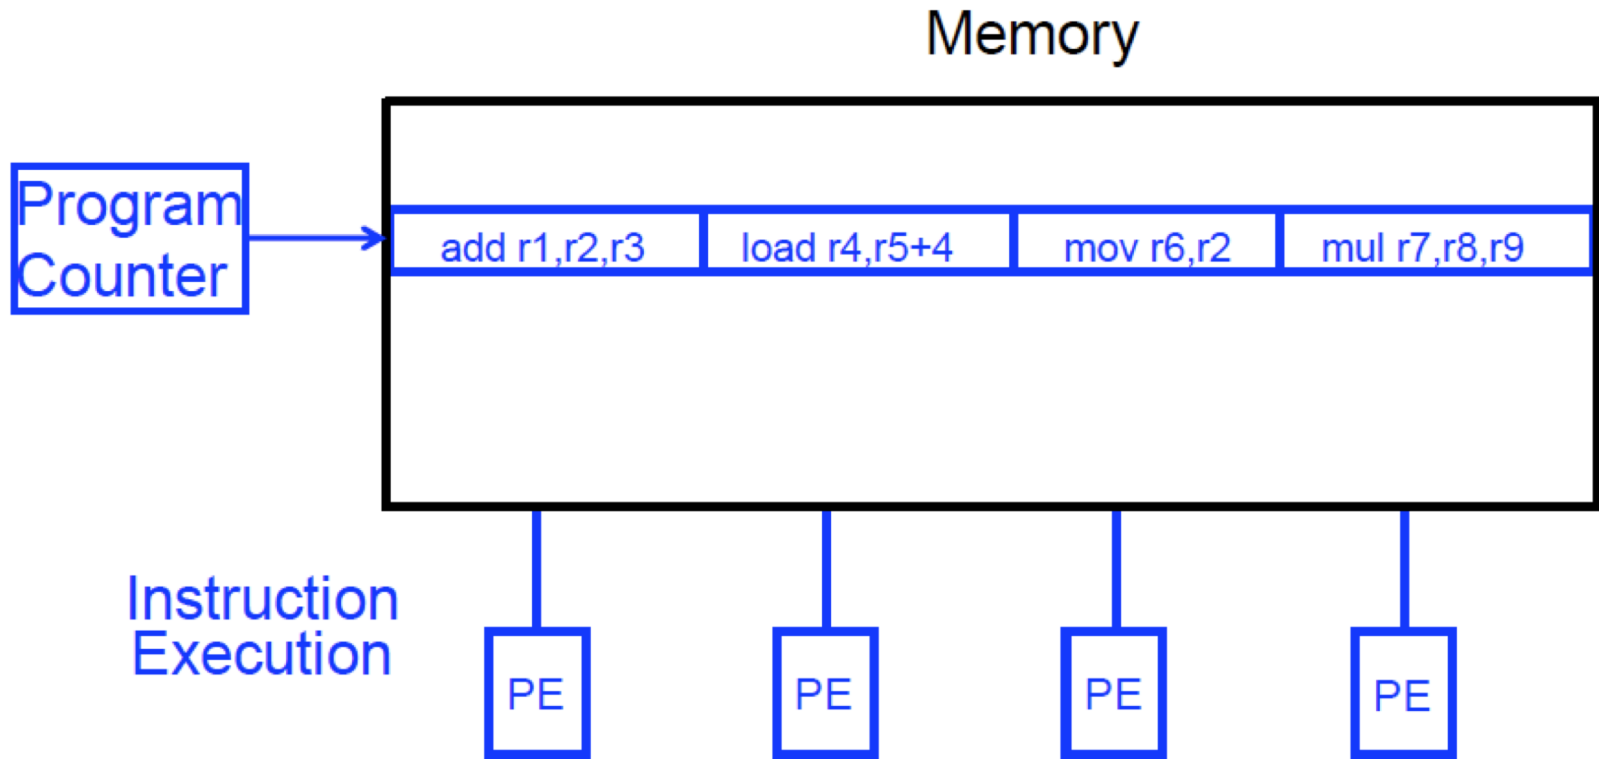 Memory
Program
Counter
add r1,r2,r3
load r4,r5+4
mov r6,r2
mul r7,r8,r9
Instruction
Execution
PE
PE
PE
PE